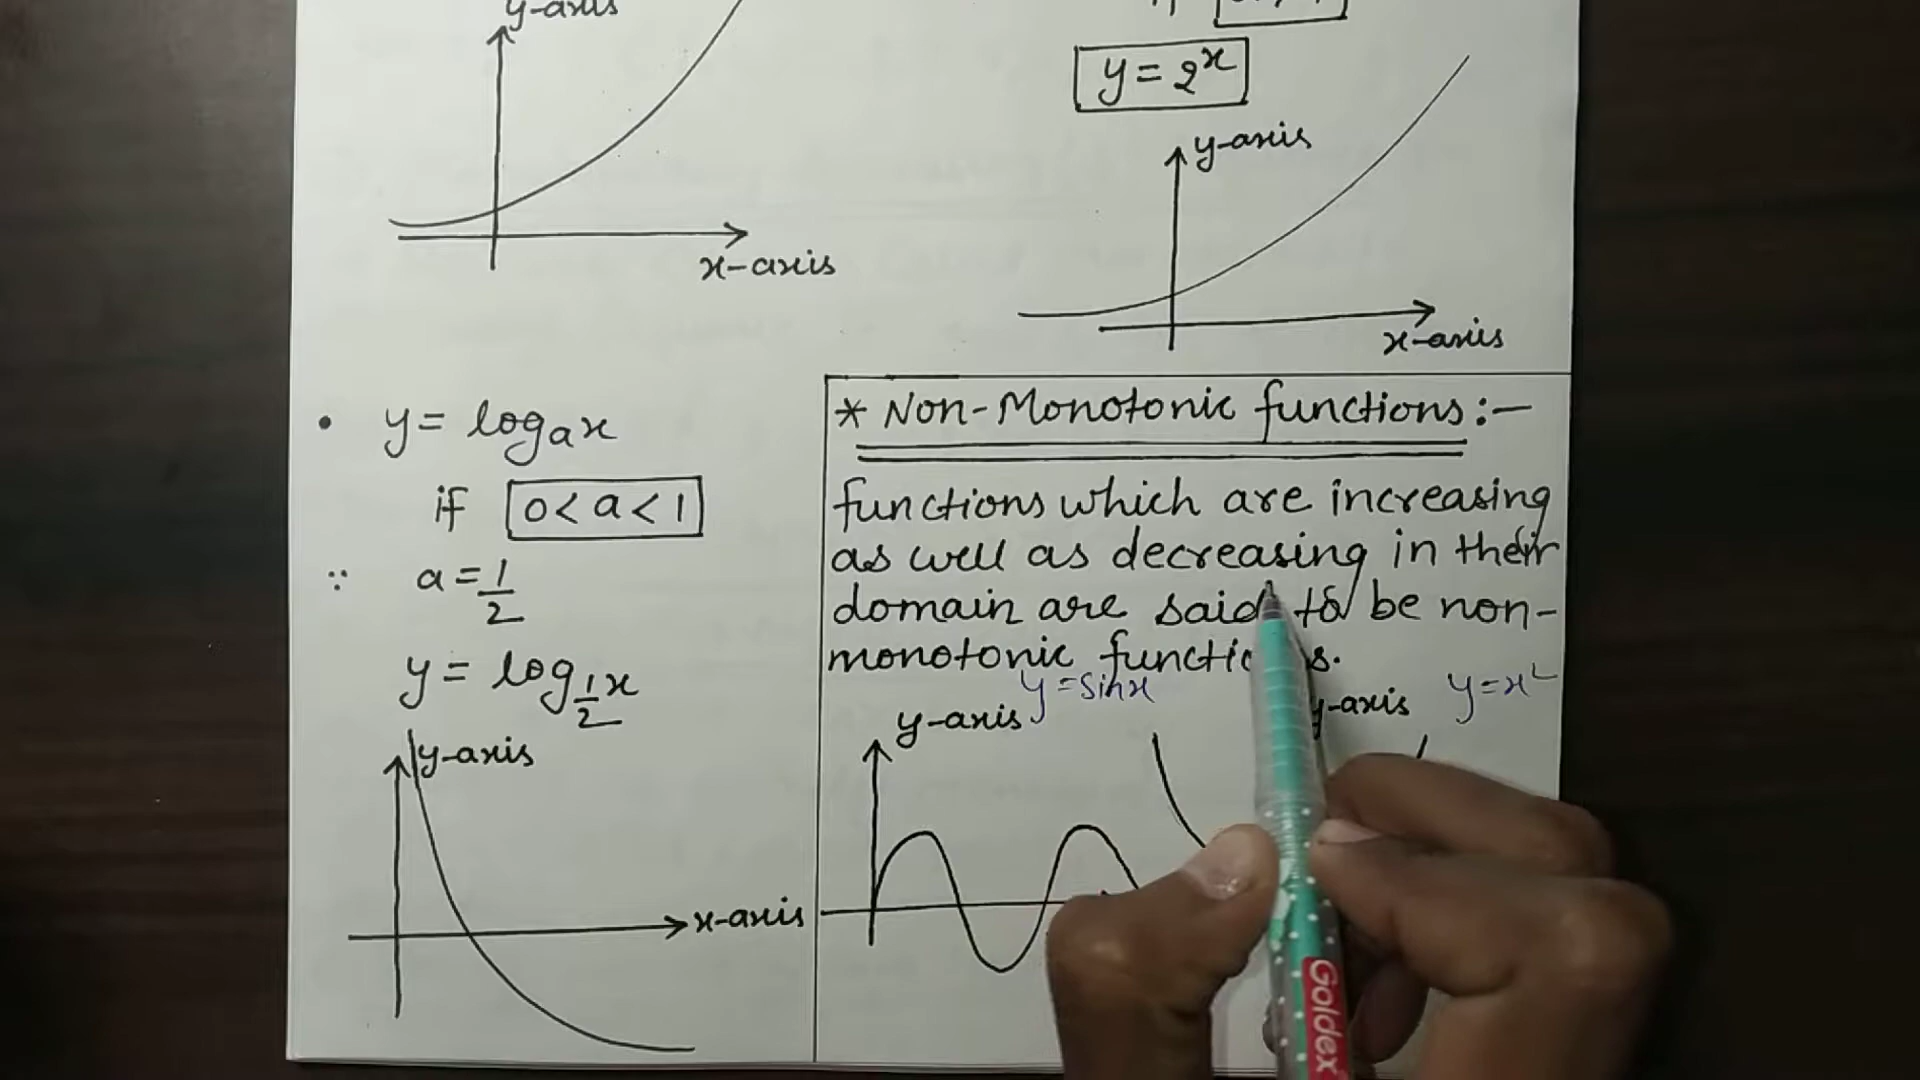 y-axis
x-axis
y = 2ˣ
y-axis
x-axis
• y = logₐx
if 0 < a < 1
∵ a = 1/2
y = log_{1/2} x
y-axis
x-axis
* Non-Monotonic functions :-
functions which are increasing
as well as decreasing in their
domain are said to be non-
monotonic functions.
y = sinx
y-axis
y-axis
y = x²
Goldex